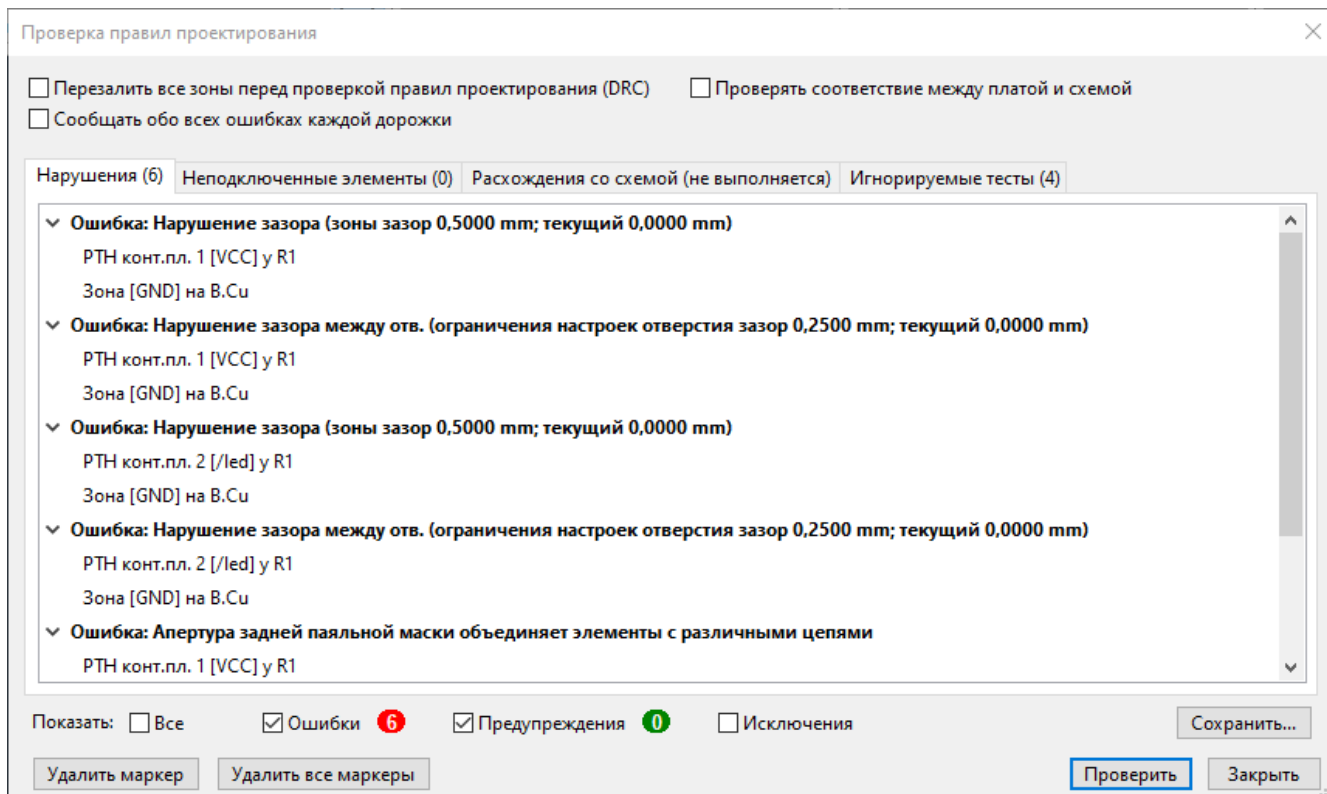 Проверка правил проектирования
Перезалить все зоны перед проверкой правил проектирования (DRC)
Проверять соответствие между платой и схемой
Сообщать обо всех ошибках каждой дорожки
Нарушения (6) Неподключенные элементы (0) Расхождения со схемой (не выполняется) Игнорируемые тесты (4)
Ошибка: Нарушение зазора (зоны зазор 0,5000 mm; текущий 0,0000 mm)
PTH конт.пл. 1 [VCC] у R1
Зона [GND] на B.Cu
Ошибка: Нарушение зазора между отв. (ограничения настроек отверстия зазор 0,2500 mm; текущий 0,0000 mm)
PTH конт.пл. 1 [VCC] у R1
Зона [GND] на B.Cu
Ошибка: Нарушение зазора (зоны зазор 0,5000 mm; текущий 0,0000 mm)
PTH конт.пл. 2 [/led] у R1
Зона [GND] на B.Cu
Ошибка: Нарушение зазора между отв. (ограничения настроек отверстия зазор 0,2500 mm; текущий 0,0000 mm)
PTH конт.пл. 2 [/led] у R1
Зона [GND] на B.Cu
Ошибка: Апертура задней паяльной маски объединяет элементы с различными цепями
PTH конт.пл. 1 [VCC] у R1
Показать: Все Ошибки 6 Предупреждения 0 Исключения Сохранить...
Удалить маркер Удалить все маркеры Проверить Закрыть